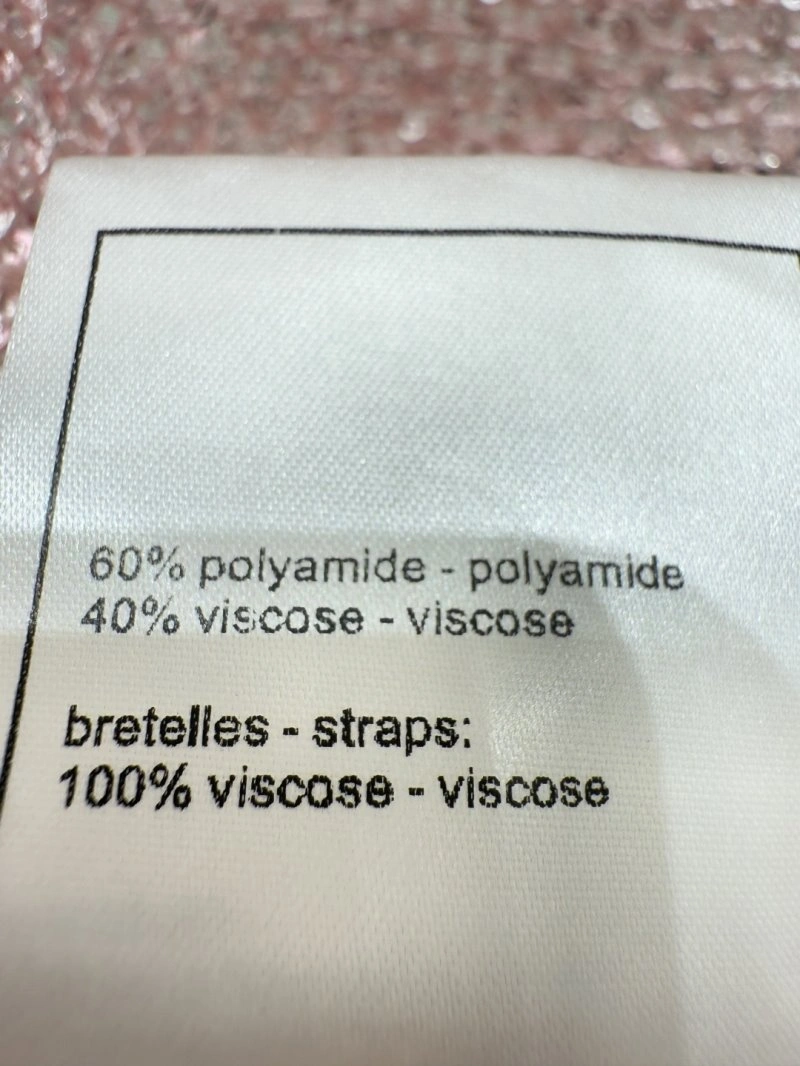 60% polyamide - polyamide
40% viscose - viscose
bretelles - straps:
100% viscose - viscose